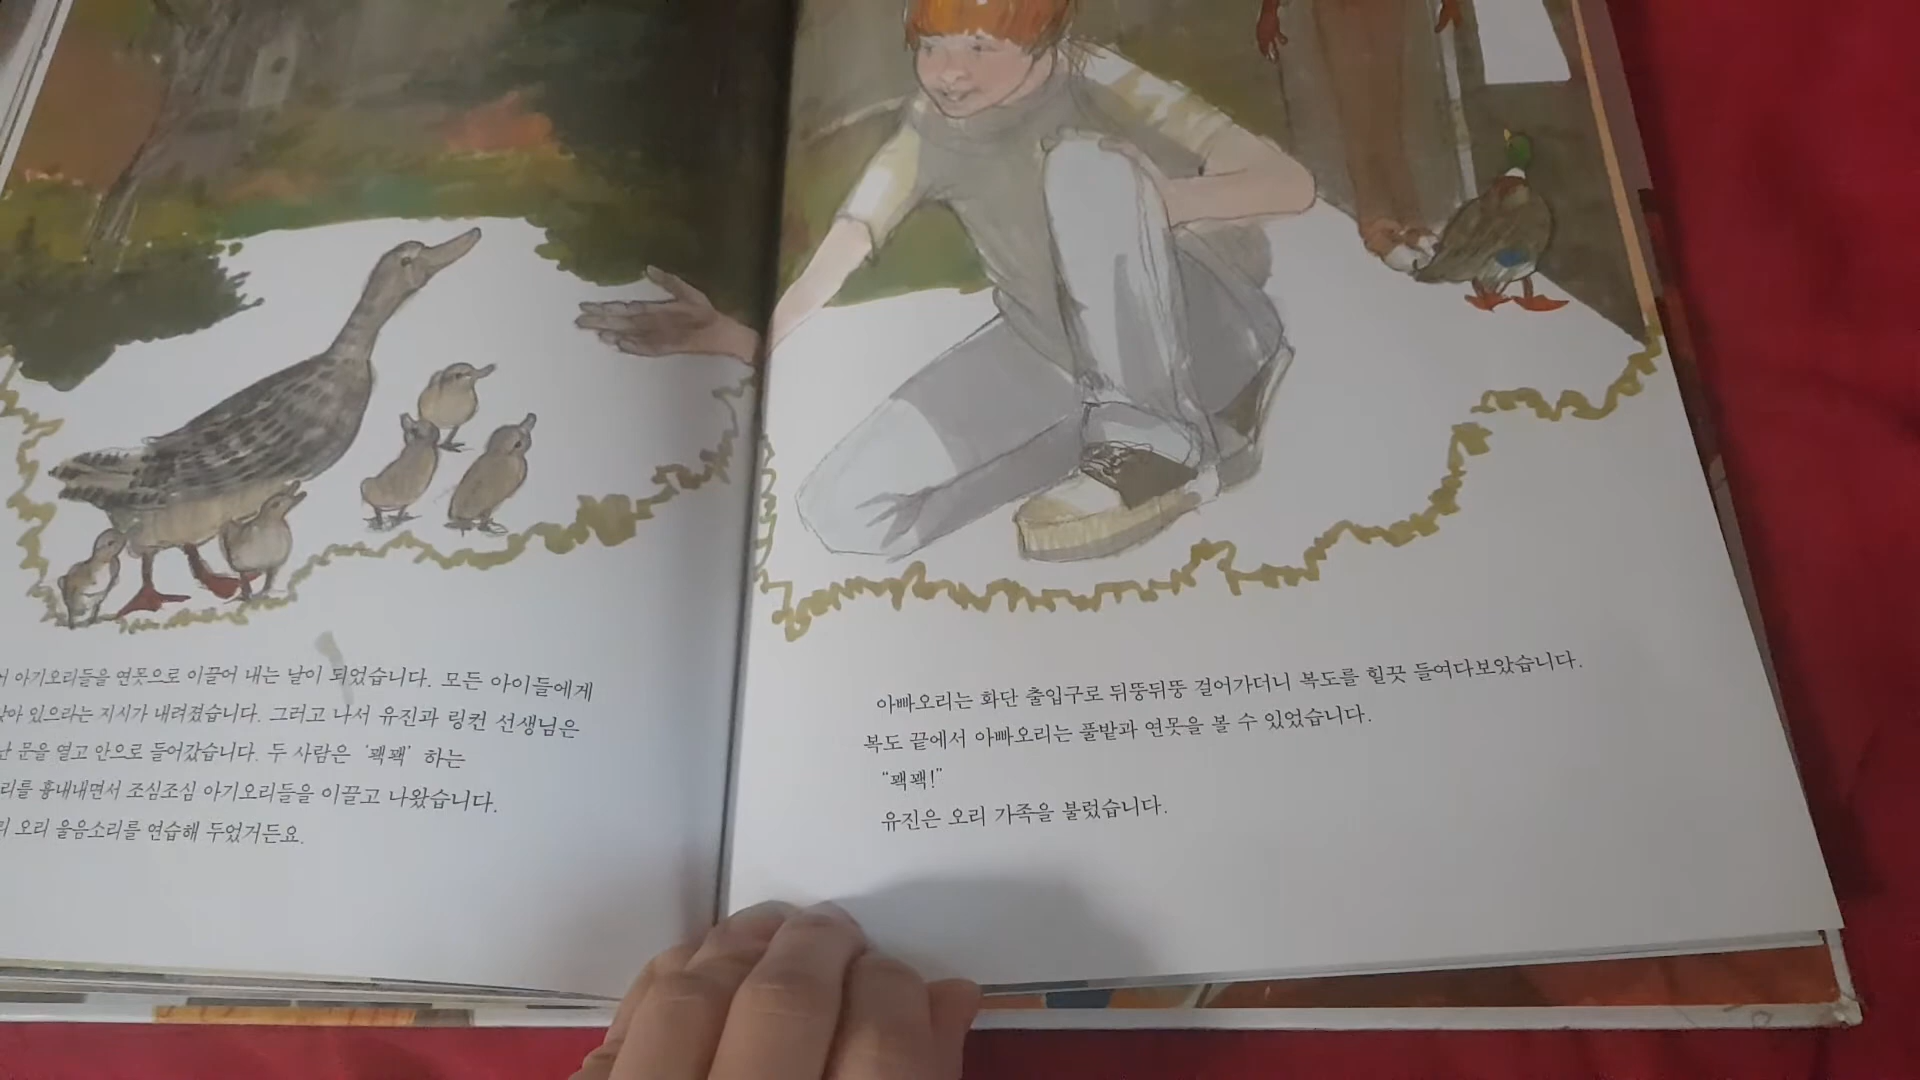 아기오리들을 연못으로 이끌어 내는 날이 되었습니다. 모든 아이들에게
있으라는 지시가 내려졌습니다. 그러고 나서 유진과 링컨 선생님은
문을 열고 안으로 들어갔습니다. 두 사람은 '꽥꽥' 하는
흉내내면서 조심조심 아기오리들을 이끌고 나왔습니다.
오리 울음소리를 연습해 두었거든요.
아빠오리는 화단 출입구로 뒤뚱뒤뚱 걸어가더니 복도를 힐끗 들여다보았습니다.
복도 끝에서 아빠오리는 풀밭과 연못을 볼 수 있었습니다.
"꽥꽥!"
유진은 오리 가족을 불렀습니다.